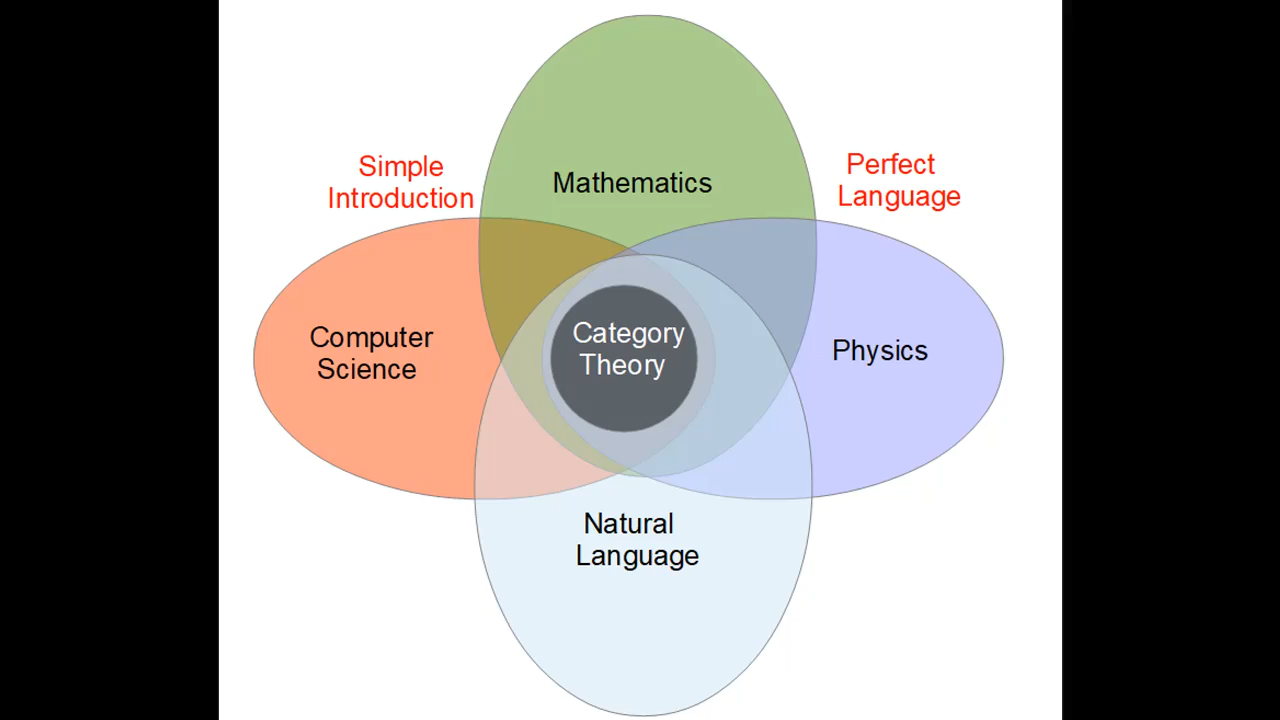 Simple
Introduction
Mathematics
Perfect
Language
Computer
Science
Category
Theory
Physics
Natural
Language